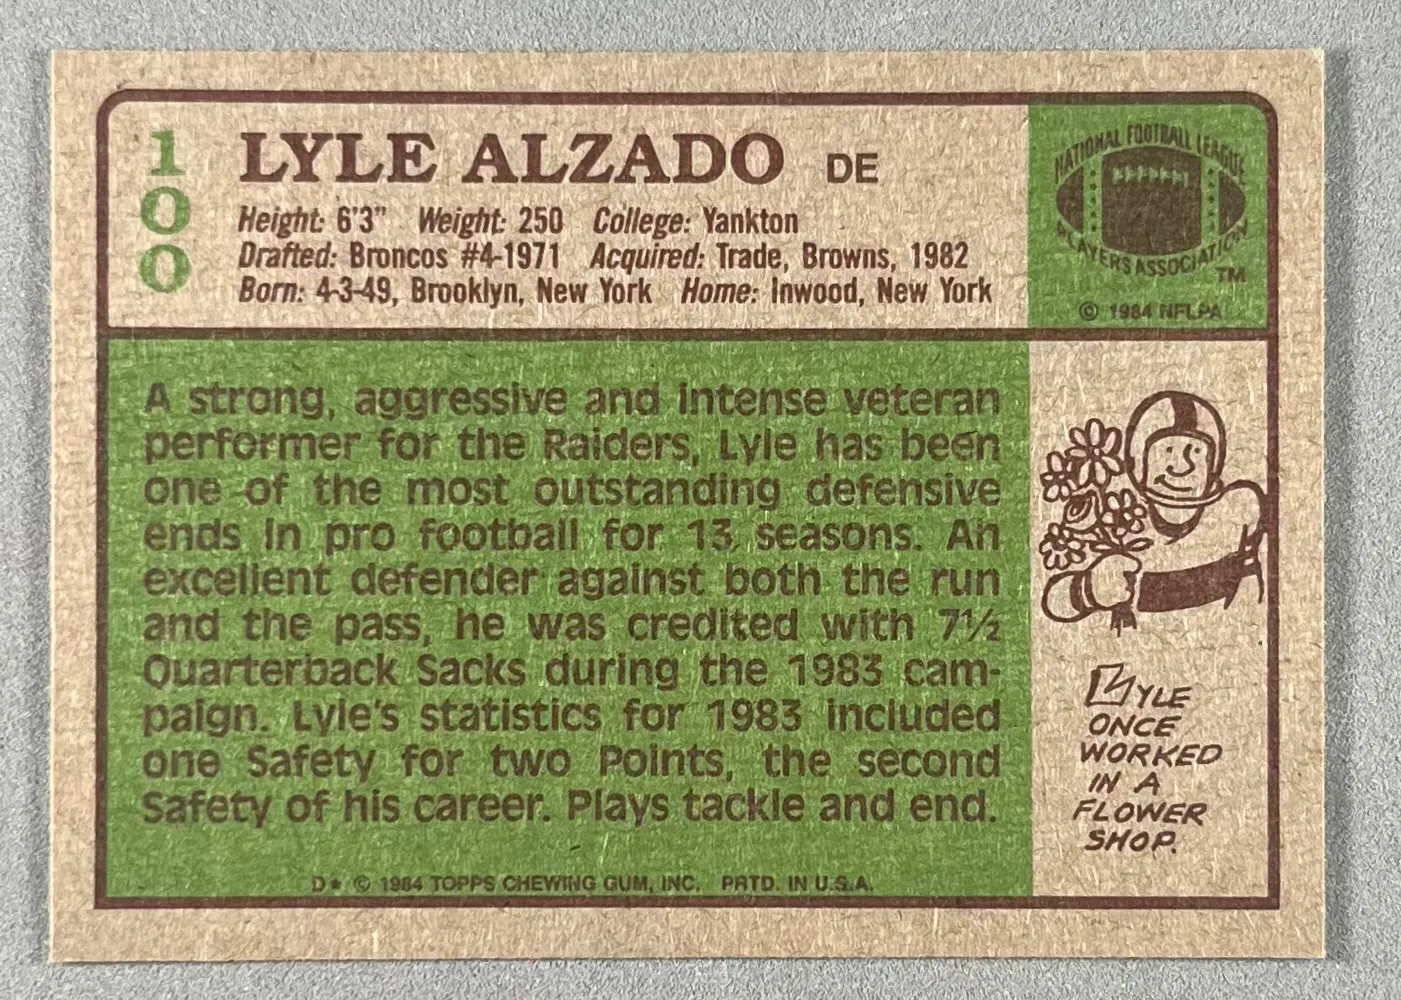 100
LYLE ALZADO DE
Height: 6'3" Weight: 250 College: Yankton
Drafted: Broncos #4-1971 Acquired: Trade, Browns, 1982
Born: 4-3-49, Brooklyn, New York Home: Inwood, New York
NATIONAL FOOTBALL LEAGUE
PLAYERS ASSOCIATION
TM
© 1984 NFLPA
A strong, aggressive and intense veteran
performer for the Raiders, Lyle has been
one of the most outstanding defensive
ends in pro football for 13 seasons. An
excellent defender against both the run
and the pass, he was credited with 7½
Quarterback Sacks during the 1983 cam-
paign. Lyle's statistics for 1983 included
one Safety for two Points, the second
Safety of his career. Plays tackle and end.
LYLE
ONCE
WORKED
IN A
FLOWER
SHOP.
D* © 1984 TOPPS CHEWING GUM, INC. PRTD. IN U.S.A.